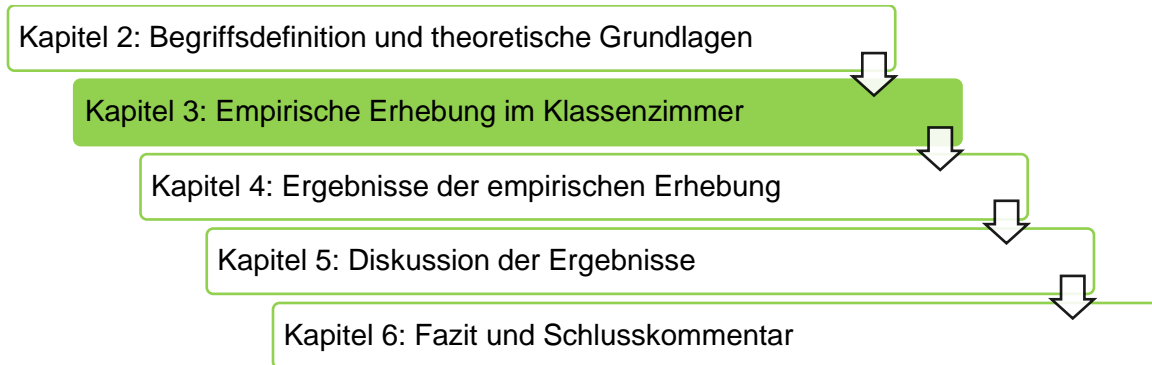 Kapitel 2: Begriffsdefinition und theoretische Grundlagen
Kapitel 3: Empirische Erhebung im Klassenzimmer
Kapitel 4: Ergebnisse der empirischen Erhebung
Kapitel 5: Diskussion der Ergebnisse
Kapitel 6: Fazit und Schlusskommentar